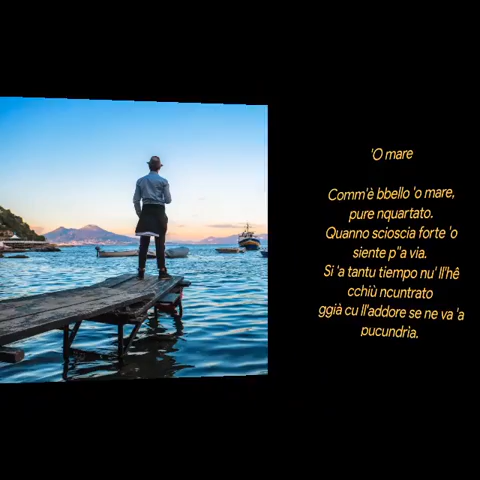 'O mare
Comm'è bbello 'o mare,
pure nquartato.
Quanno scioscia forte 'o
siente p''a via.
Si 'a tantu tiempo nu' ll'hê
cchiù ncuntrato
ggià cu ll'addore se ne va 'a
pucundrìa.